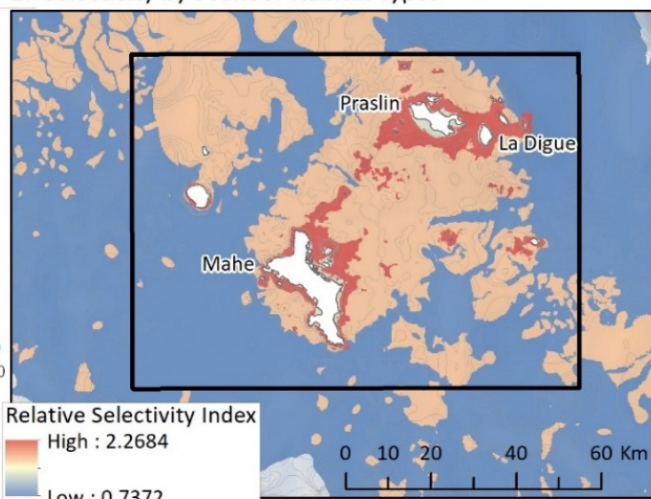 Praslin
La Digue
Mahe
0
Relative Selectivity Index
High : 2.2684
Low : 0.7372
0 10 20 40 60 Km